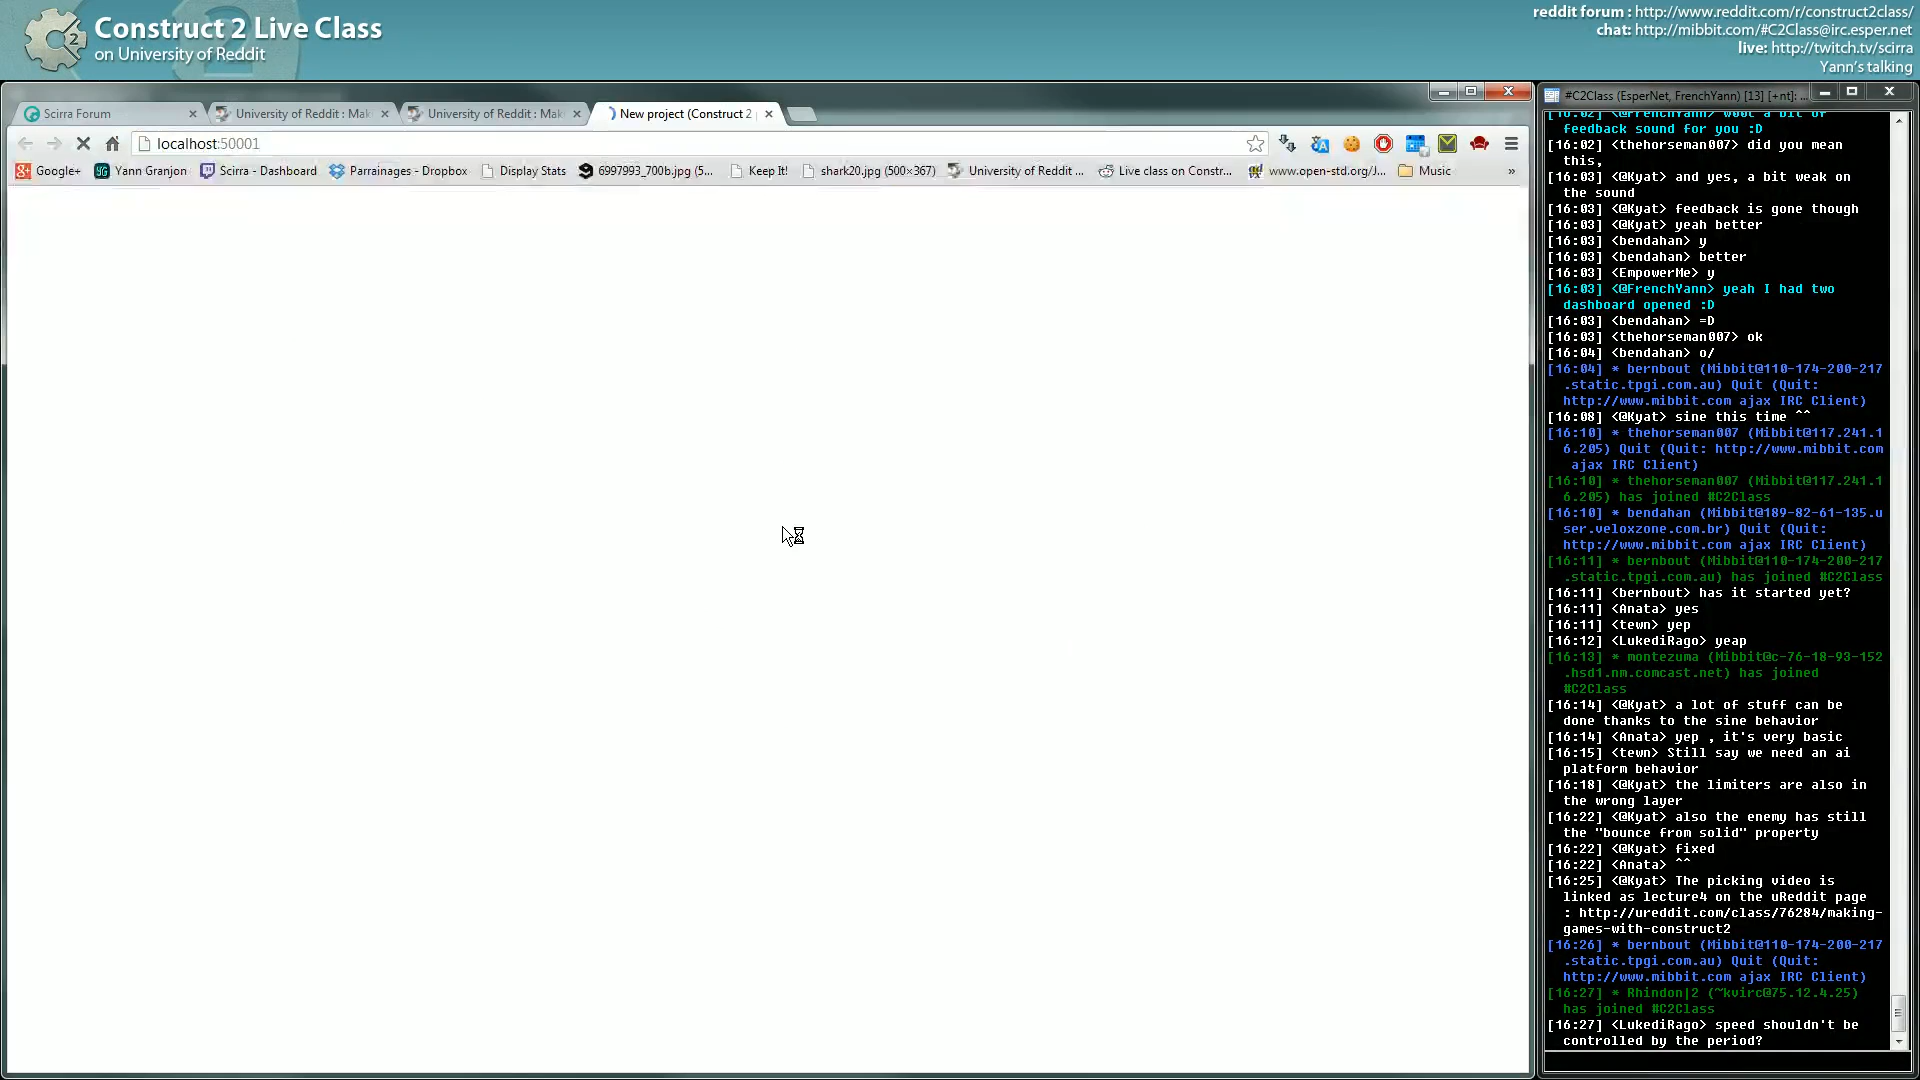 Construct 2 Live Class
on University of Reddit
reddit forum : http://www.reddit.com/r/construct2class/
chat: http://mibbit.com/#C2Class@irc.esper.net
live: http://twitch.tv/scirra
Yann's talking
Scirra Forum
University of Reddit : Mak
University of Reddit : Mak
New project (Construct 2
localhost:50001
Google+ Yann Granjon Scirra - Dashboard Parrainages - Dropbox Display Stats 6997993_700b.jpg (5... Keep It! shark20.jpg (500×367) University of Reddit ... Live class on Constr... www.open-std.org/J... Music »
#C2Class (EsperNet, FrenchYann) [13] [+nt]: ...
[16:02] <@FrenchYann> woot a bit of
feedback sound for you :D
[16:02] <thehorseman007> did you mean
this,
[16:03] <@Kyat> and yes, a bit weak on
the sound
[16:03] <@Kyat> feedback is gone though
[16:03] <@Kyat> yeah better
[16:03] <bendahan> y
[16:03] <bendahan> better
[16:03] <EmpowerMe> y
[16:03] <@FrenchYann> yeah I had two
dashboard opened :D
[16:03] <bendahan> =D
[16:03] <thehorseman007> ok
[16:04] <bendahan> o/
[16:04] * bernbout (Mibbit@110-174-200-217
.static.tpgi.com.au) Quit (Quit:
http://www.mibbit.com ajax IRC Client)
[16:08] <@Kyat> sine this time ^^
[16:10] * thehorseman007 (Mibbit@117.241.1
6.205) Quit (Quit: http://www.mibbit.com
ajax IRC Client)
[16:10] * thehorseman007 (Mibbit@117.241.1
6.205) has joined #C2Class
[16:10] * bendahan (Mibbit@189-82-61-135.u
ser.veloxzone.com.br) Quit (Quit:
http://www.mibbit.com ajax IRC Client)
[16:11] * bernbout (Mibbit@110-174-200-217
.static.tpgi.com.au) has joined #C2Class
[16:11] <bernbout> has it started yet?
[16:11] <Anata> yes
[16:11] <tewn> yep
[16:12] <LukediRago> yeap
[16:13] * montezuma (Mibbit@c-76-18-93-152
.hsd1.nm.comcast.net) has joined
#C2Class
[16:14] <@Kyat> a lot of stuff can be
done thanks to the sine behavior
[16:14] <Anata> yep , it's very basic
[16:15] <tewn> Still say we need an ai
platform behavior
[16:18] <@Kyat> the limiters are also in
the wrong layer
[16:22] <@Kyat> also the enemy has still
the "bounce from solid" property
[16:22] <@Kyat> fixed
[16:22] <Anata> ^^
[16:25] <@Kyat> The picking video is
linked as lecture4 on the uReddit page
: http://ureddit.com/class/76284/making-
games-with-construct2
[16:26] * bernbout (Mibbit@110-174-200-217
.static.tpgi.com.au) Quit (Quit:
http://www.mibbit.com ajax IRC Client)
[16:27] * Rhindon|2 (~kvirc@75.12.4.25)
has joined #C2Class
[16:27] <LukediRago> speed shouldn't be
controlled by the period?